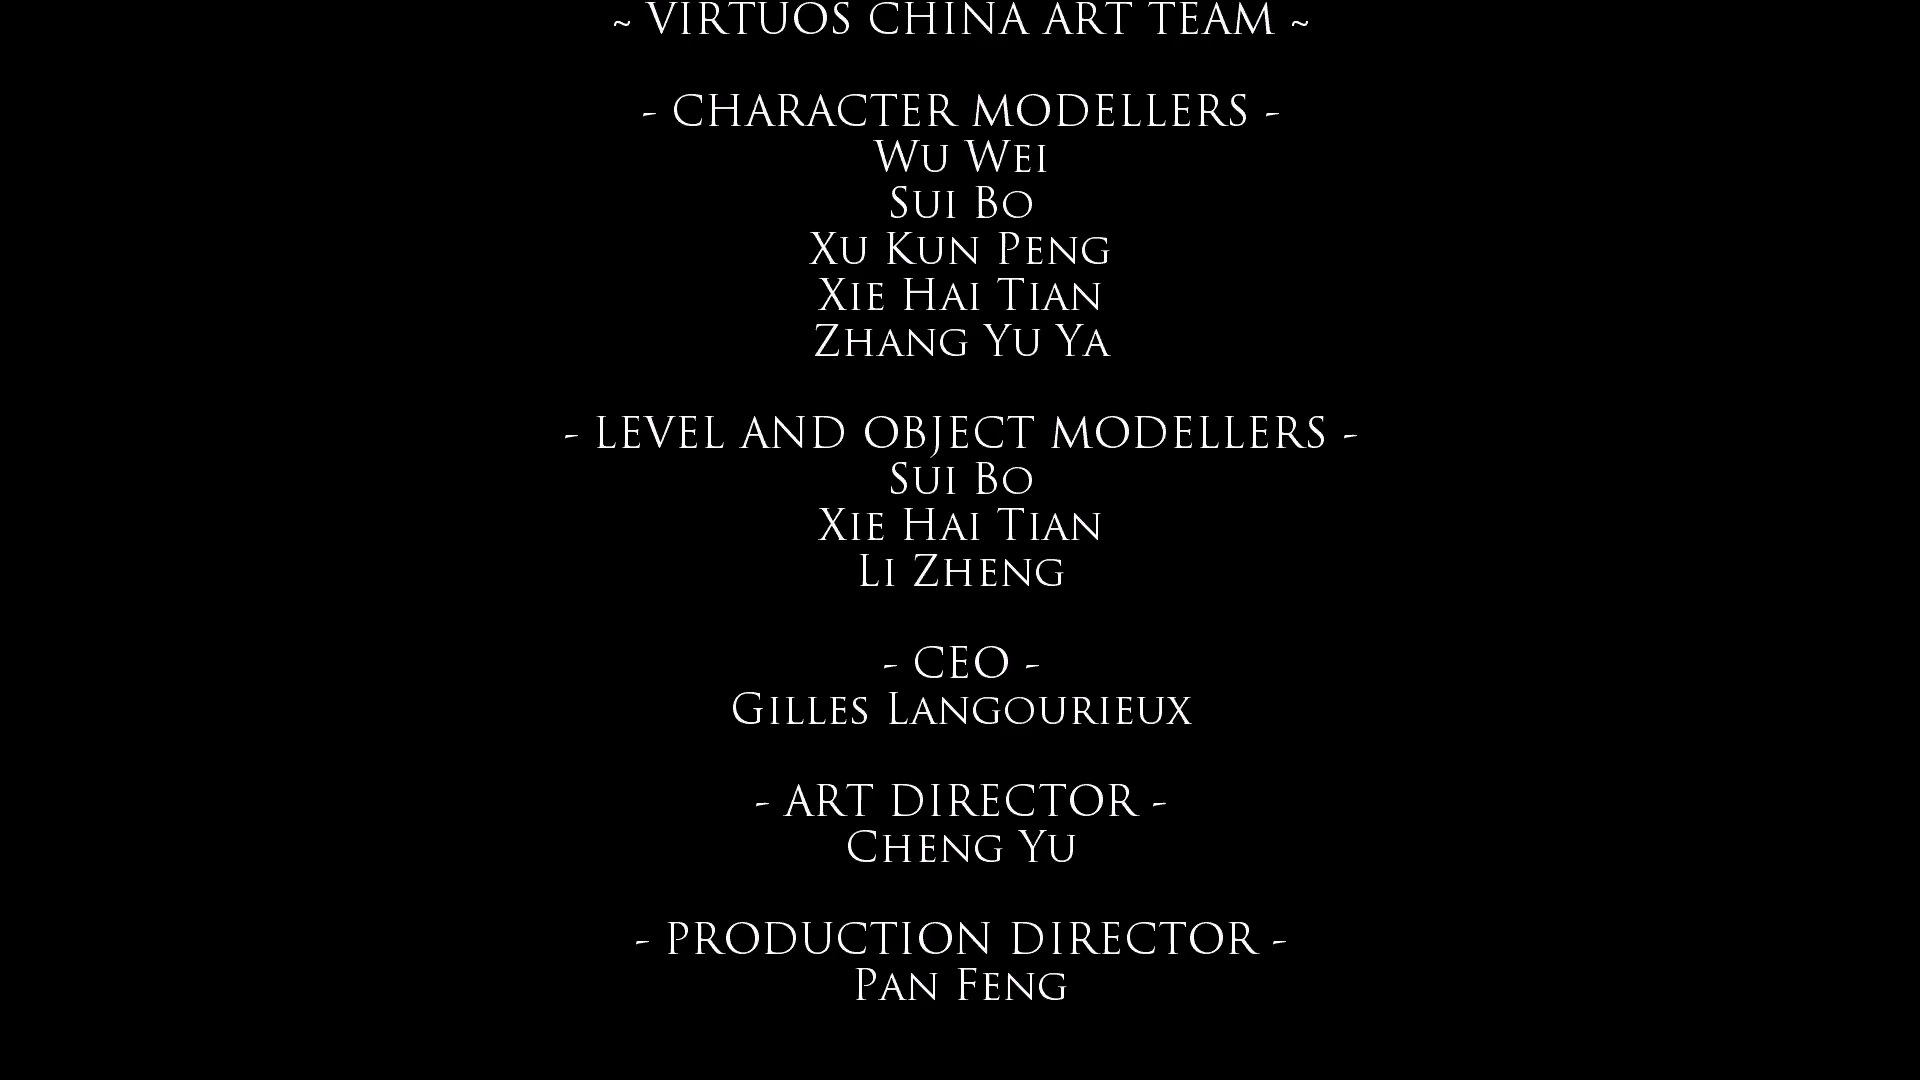 ~ VIRTUOS CHINA ART TEAM ~
- CHARACTER MODELLERS -
Wu Wei
Sui Bo
Xu Kun Peng
Xie Hai Tian
Zhang Yu Ya
- LEVEL AND OBJECT MODELLERS -
Sui Bo
Xie Hai Tian
Li Zheng
- CEO -
Gilles Langourieux
- ART DIRECTOR -
Cheng Yu
- PRODUCTION DIRECTOR -
Pan Feng